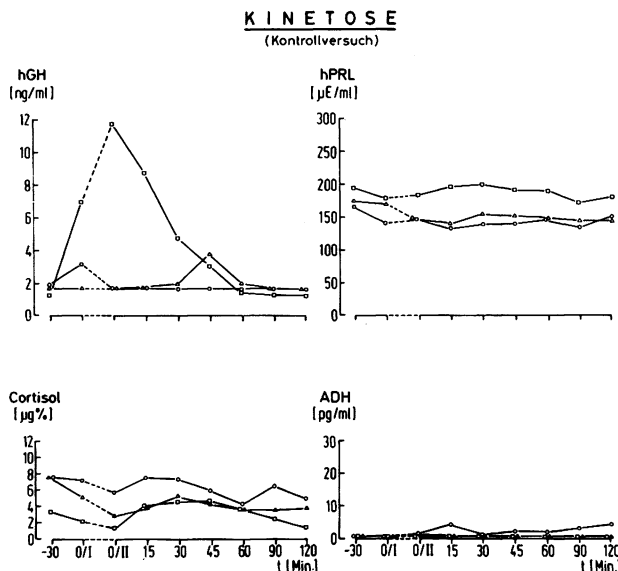 KINETOSE
(Kontrollversuch)
hGH
[ng/ml]
12
10
8
6
4
2
0
hPRL
[µE/ml]
300
250
200
150
100
50
0
Cortisol
[µg%]
12
10
8
6
4
2
0
-30 0/I 0/II 15 30 45 60 90 120
t [Min.]
ADH
[pg/ml]
30
20
10
0
-30 0/I 0/II 15 30 45 60 90 120
t [Min.]